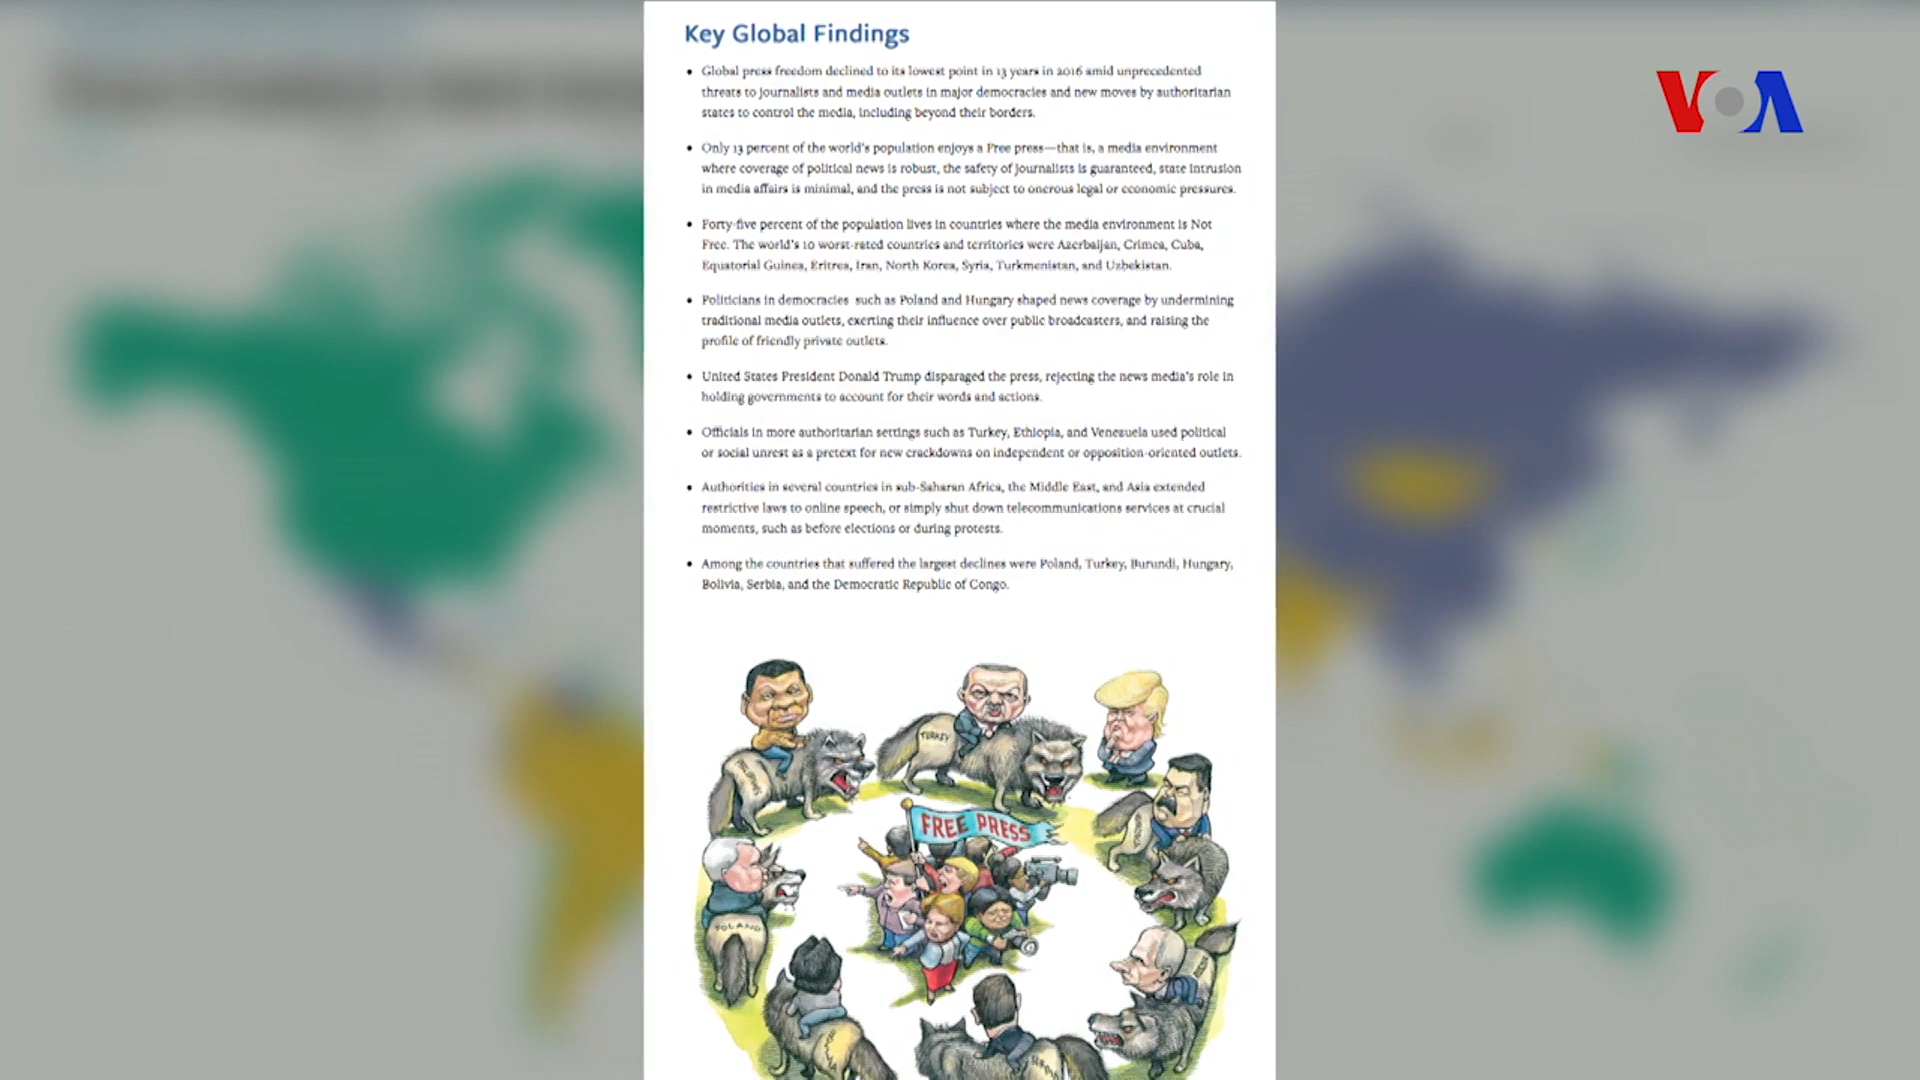 Key Global Findings
VOA
• Global press freedom declined to its lowest point in 13 years in 2016 amid unprecedented
threats to journalists and media outlets in major democracies and new moves by authoritarian
states to control the media, including beyond their borders.
• Only 13 percent of the world's population enjoys a Free press—that is, a media environment
where coverage of political news is robust, the safety of journalists is guaranteed, state intrusion
in media affairs is minimal, and the press is not subject to onerous legal or economic pressures.
• Forty-five percent of the population lives in countries where the media environment is Not
Free. The world's 10 worst-rated countries and territories were Azerbaijan, Crimea, Cuba,
Equatorial Guinea, Eritrea, Iran, North Korea, Syria, Turkmenistan, and Uzbekistan.
• Politicians in democracies such as Poland and Hungary shaped news coverage by undermining
traditional media outlets, exerting their influence over public broadcasters, and raising the
profile of friendly private outlets.
• United States President Donald Trump disparaged the press, rejecting the news media's role in
holding governments to account for their words and actions.
• Officials in more authoritarian settings such as Turkey, Ethiopia, and Venezuela used political
or social unrest as a pretext for new crackdowns on independent or opposition-oriented outlets.
• Authorities in several countries in sub-Saharan Africa, the Middle East, and Asia extended
restrictive laws to online speech, or simply shut down telecommunications services at crucial
moments, such as before elections or during protests.
• Among the countries that suffered the largest declines were Poland, Turkey, Burundi, Hungary,
Bolivia, Serbia, and the Democratic Republic of Congo.
TURKEY
PHILIPPINES
FREE PRESS
POLAND